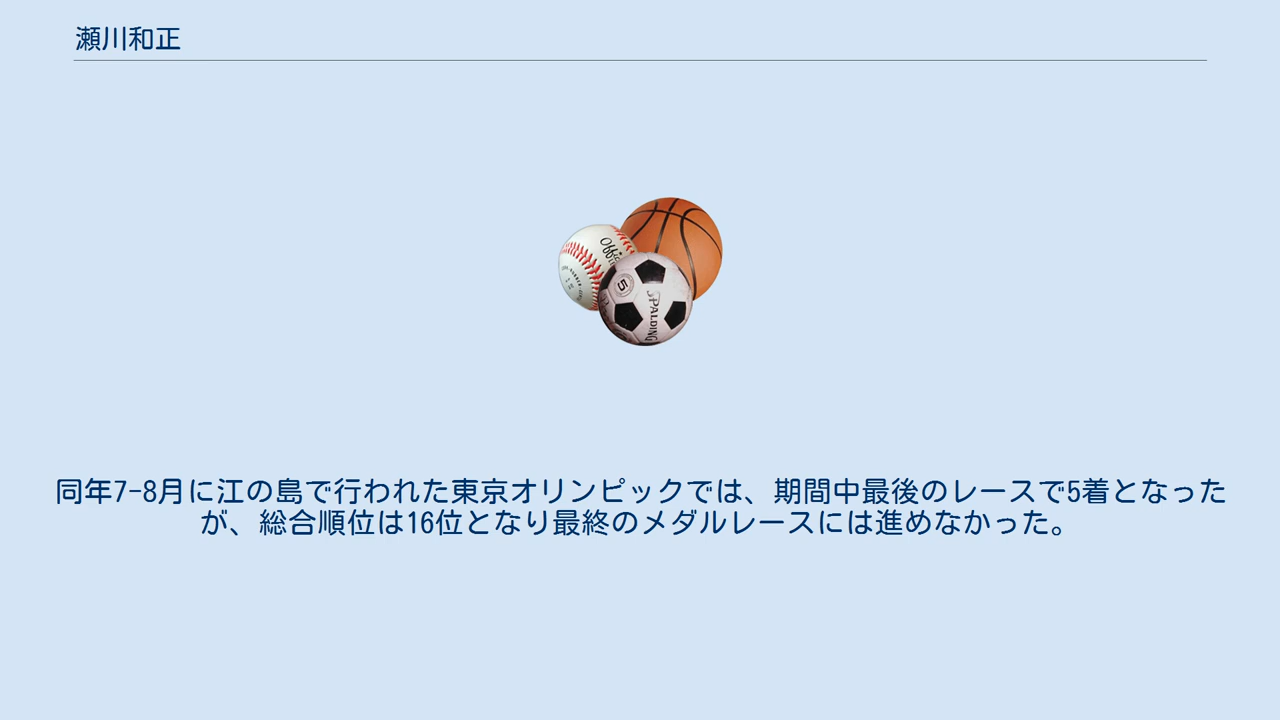 瀬川和正
Offic
5
SPALDING
同年7-8月に江の島で行われた東京オリンピックでは、期間中最後のレースで5着となった
が、総合順位は16位となり最終のメダルレースには進めなかった。